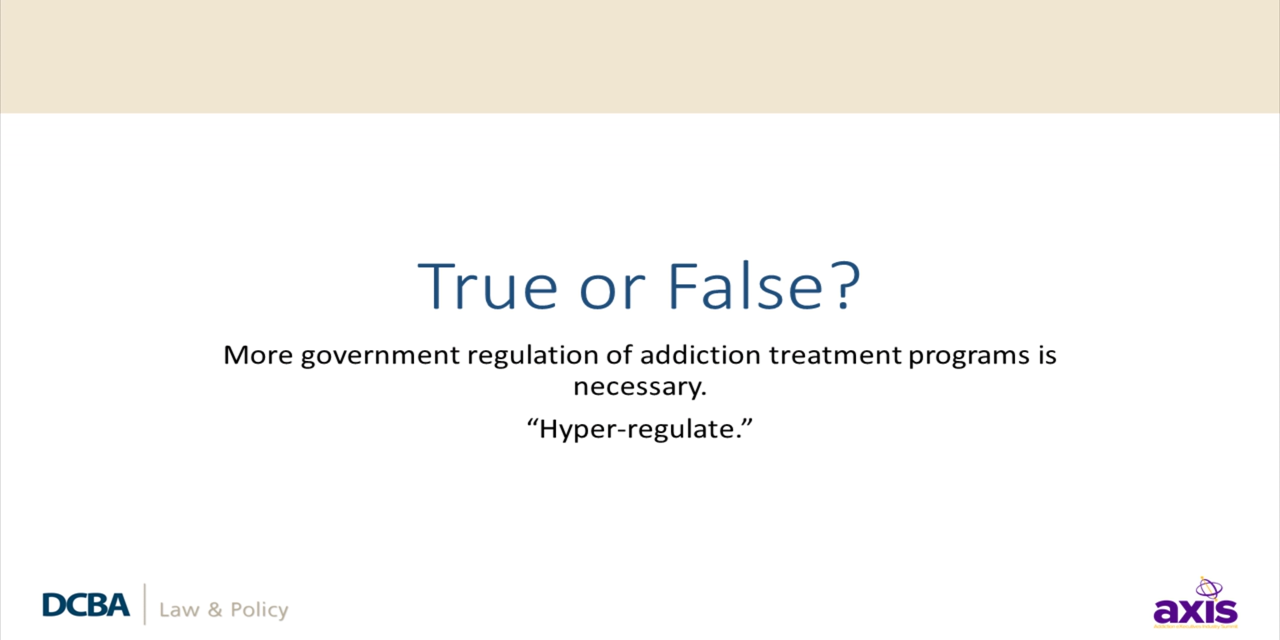 True or False?
More government regulation of addiction treatment programs is
necessary.
“Hyper-regulate.”
DCBA
Law & Policy
axis